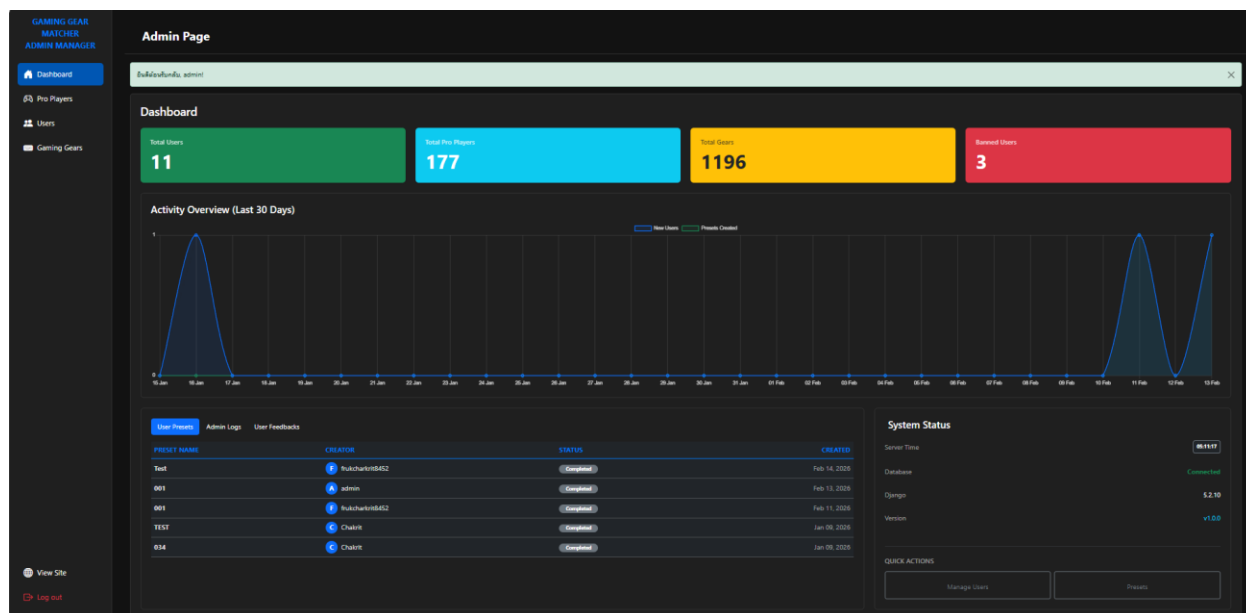 GAMING GEAR
MATCHER
ADMIN MANAGER
Dashboard
Pro Players
Users
Gaming Gears
View Site
Log out
Admin Page
ยินดีต้อนรับกลับ, admin!
Dashboard
Total Users
11
Total Pro Players
177
Total Gears
1196
Banned Users
3
Activity Overview (Last 30 Days)
New Users Presets Created
1
0
15 Jan 16 Jan 17 Jan 18 Jan 19 Jan 20 Jan 21 Jan 22 Jan 23 Jan 24 Jan 25 Jan 26 Jan 27 Jan 28 Jan 29 Jan 30 Jan 31 Jan 01 Feb 02 Feb 03 Feb 04 Feb 05 Feb 06 Feb 07 Feb 08 Feb 09 Feb 10 Feb 11 Feb 12 Feb 13 Feb
User Presets Admin Logs User Feedbacks
PRESET NAME CREATOR STATUS CREATED
Test F frukcharkrit8452 Completed Feb 14, 2026
001 A admin Completed Feb 13, 2026
001 F frukcharkrit8452 Completed Feb 11, 2026
TEST C Chakrit Completed Jan 09, 2026
034 C Chakrit Completed Jan 09, 2026
System Status
Server Time 05:11:17
Database Connected
Django 5.2.10
Version v1.0.0
QUICK ACTIONS
Manage Users Presets